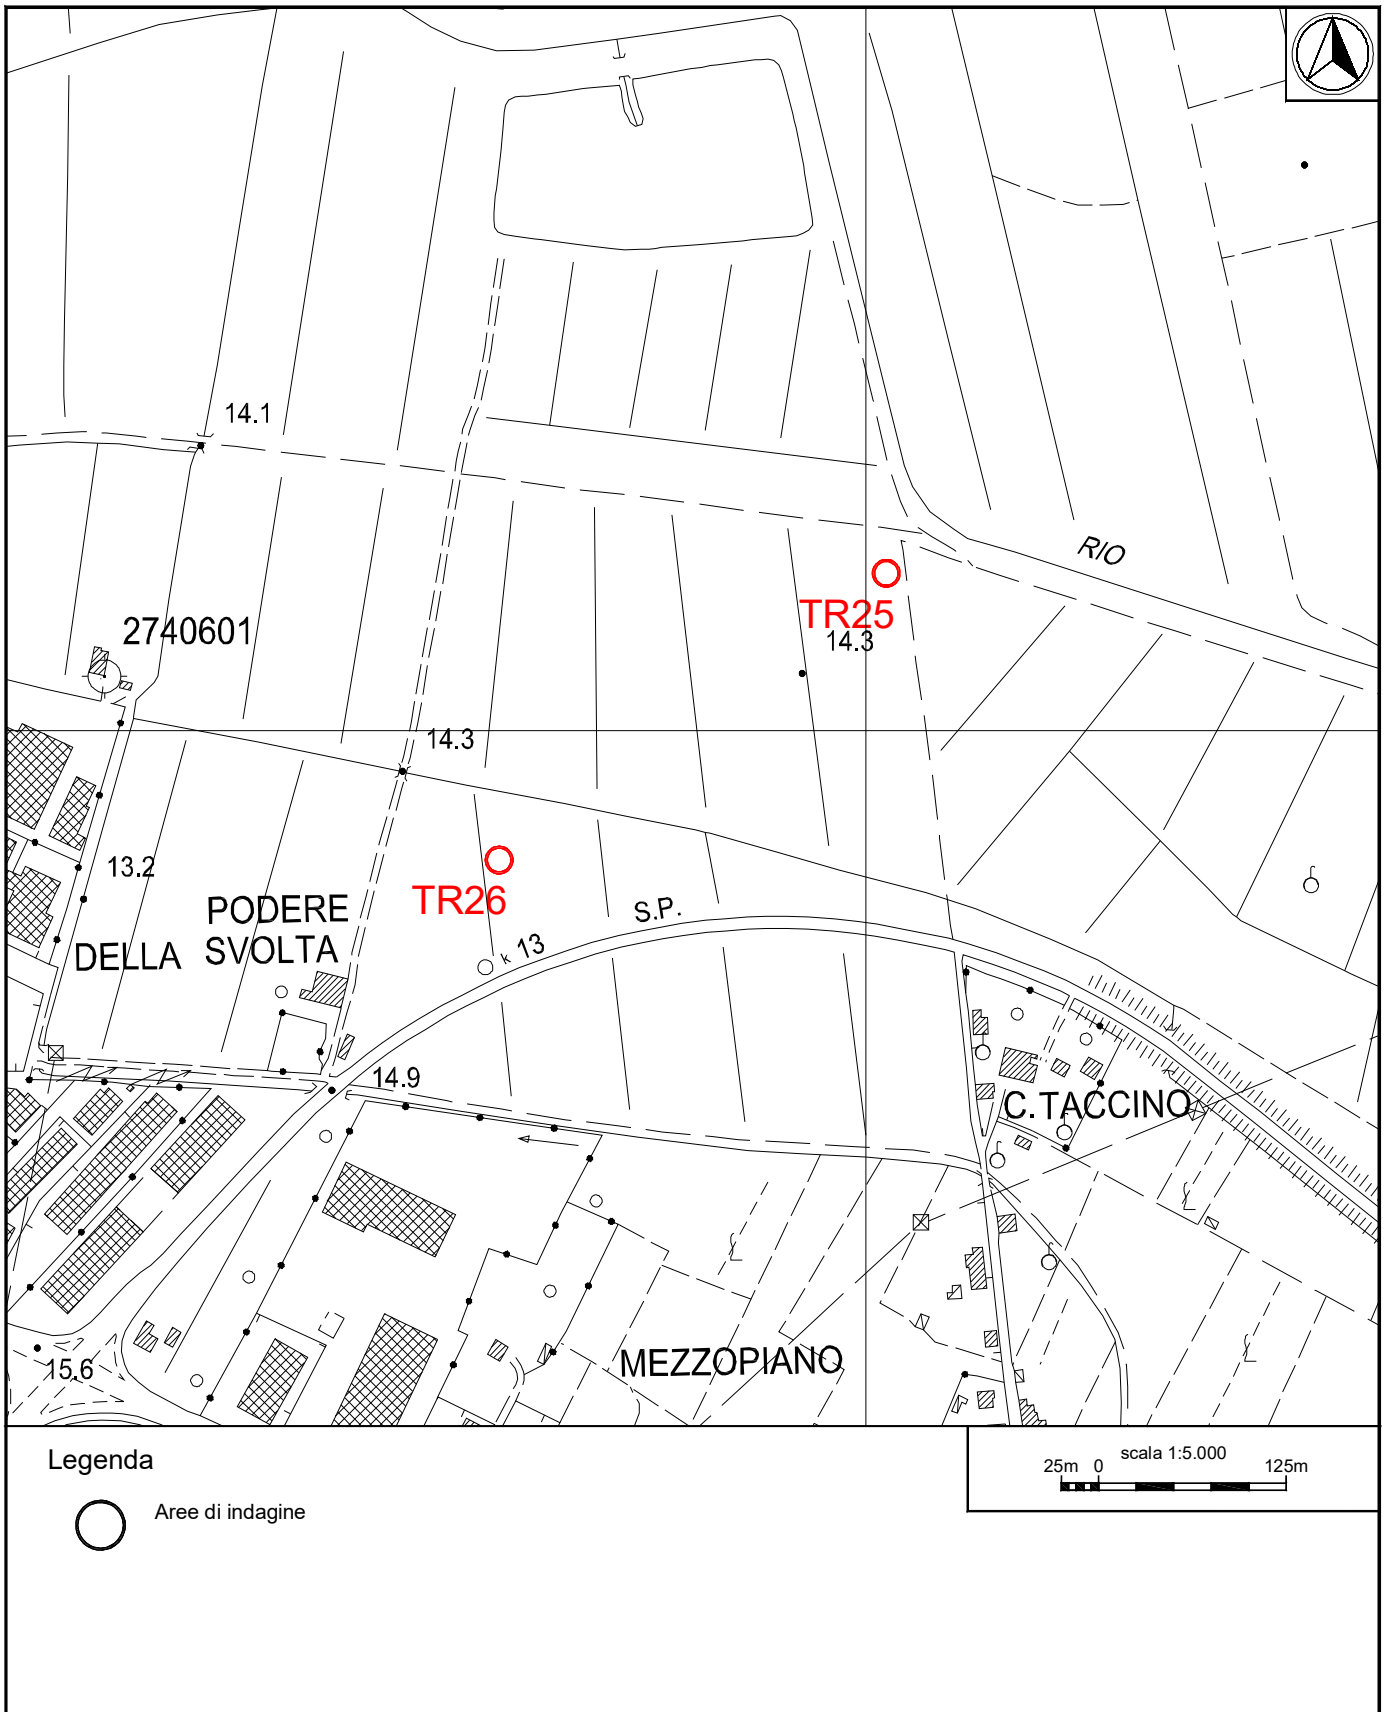 14.1
RIO
TR25
14.3
2740601
14.3
13.2
TR26
PODERE
S.P.
DELLA SVOLTA
k 13
14.9
C.TACCINO
MEZZOPIANO
15.6
Legenda
Aree di indagine
scala 1:5.000
25m 0 125m